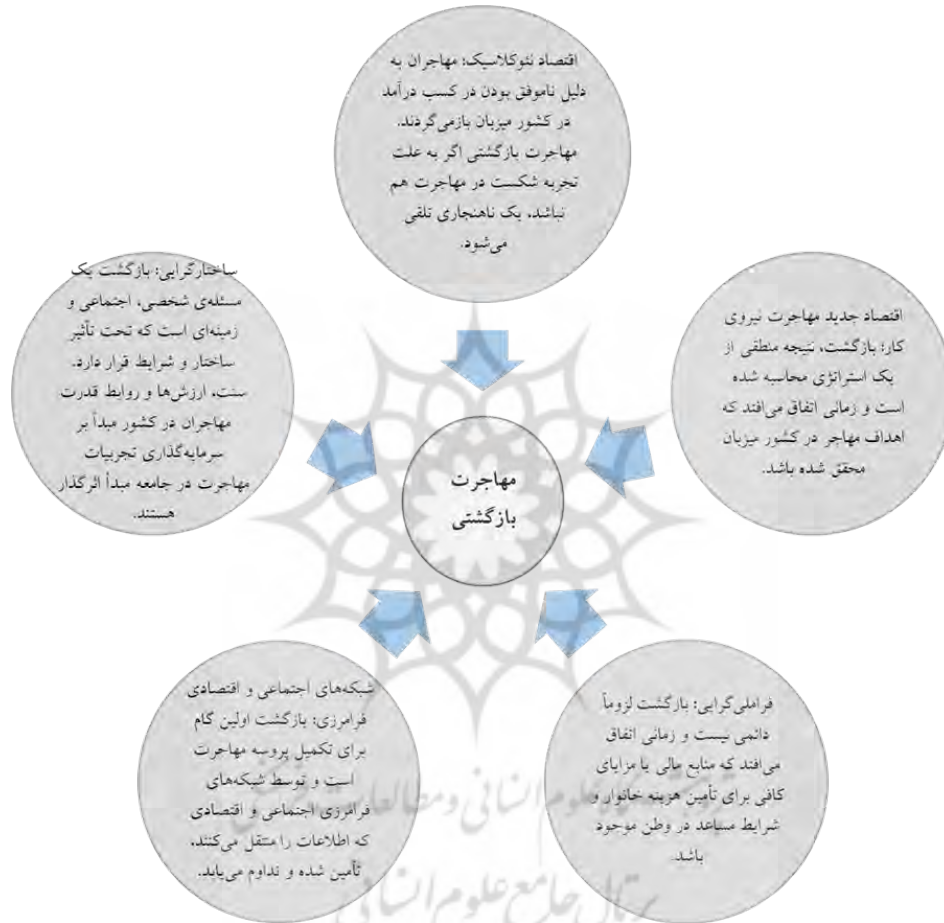 اقتصاد نئوکلاسیک: مهاجران به
دلیل ناموفق بودن در کسب درآمد
در کشور میزبان بازمی‌گردند.
مهاجرت بازگشتی اگر به علت
تجربه شکست در مهاجرت هم
نباشد، یک ناهنجاری تلقی
می‌شود.
اقتصاد جدید مهاجرت نیروی
کار: بازگشت، نتیجه منطقی از
یک استراتژی محاسبه شده
است و زمانی اتفاق می‌افتد که
اهداف مهاجر در کشور میزبان
محقق شده باشد.
ساختارگرایی: بازگشت یک
مسئله‌ی شخصی، اجتماعی و
زمینه‌ای است که تحت تأثیر
ساختار و شرایط قرار دارد.
سنت، ارزش‌ها و روابط قدرت
مهاجران در کشور مبدأ بر
سرمایه‌گذاری تجربیات
مهاجرت در جامعه مبدأ اثرگذار
هستند.
مهاجرت
بازگشتی
فراملی‌گرایی: بازگشت لزوماً
دائمی نیست و زمانی اتفاق
می‌افتد که منابع مالی یا مزایای
کافی برای تأمین هزینه خانوار و
شرایط مساعد در وطن موجود
باشد.
شبکه‌های اجتماعی و اقتصادی
فرامرزی: بازگشت اولین گام
برای تکمیل پروسه مهاجرت
است و توسط شبکه‌های
فرامرزی اجتماعی و اقتصادی
که اطلاعات را منتقل می‌کنند،
تأمین شده و تداوم می‌یابد.
علوم انسانی و مطالعات
پرتال جامع علوم انسانی